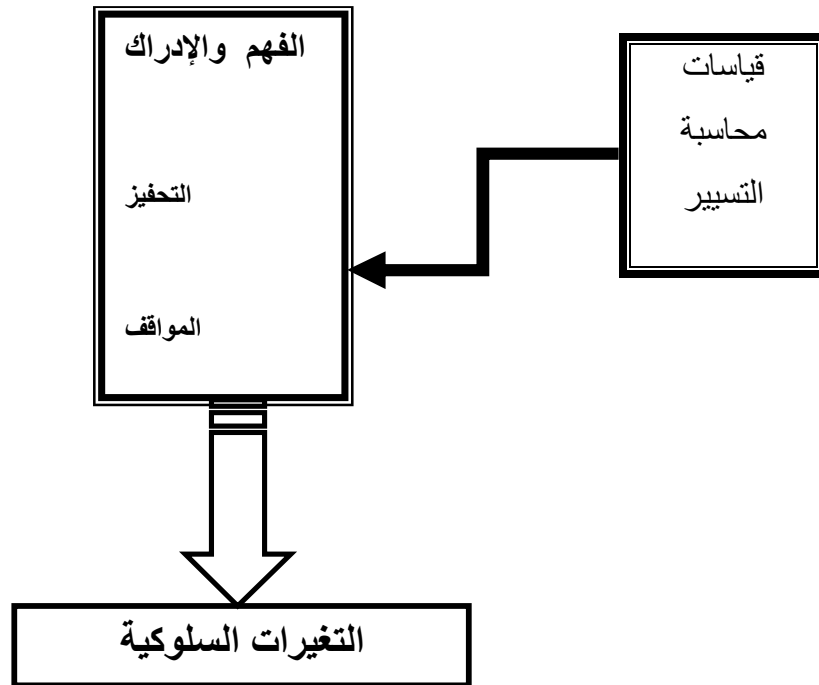 قياسات
محاسبة
التسيير
الفهم والإدراك
التحفيز
المواقف
التغيرات السلوكية